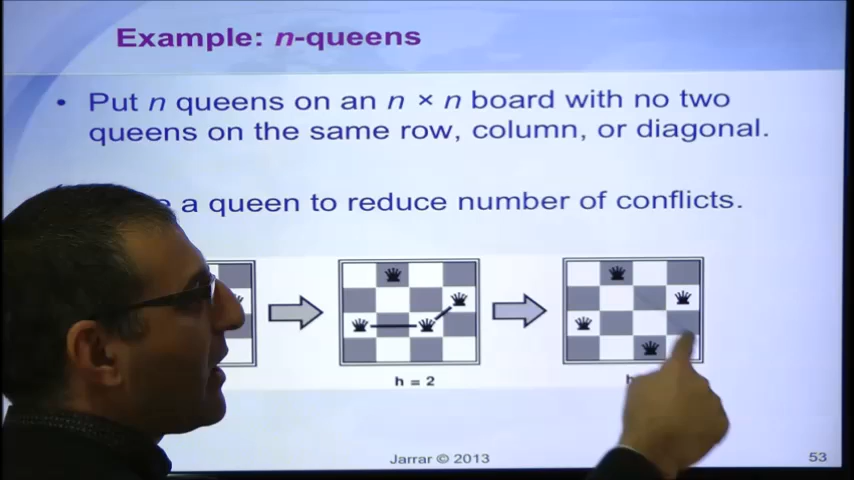 Example: n-queens
• Put n queens on an n × n board with no two
queens on the same row, column, or diagonal.
a queen to reduce number of conflicts.
h = 2
Jarrar © 2013
53